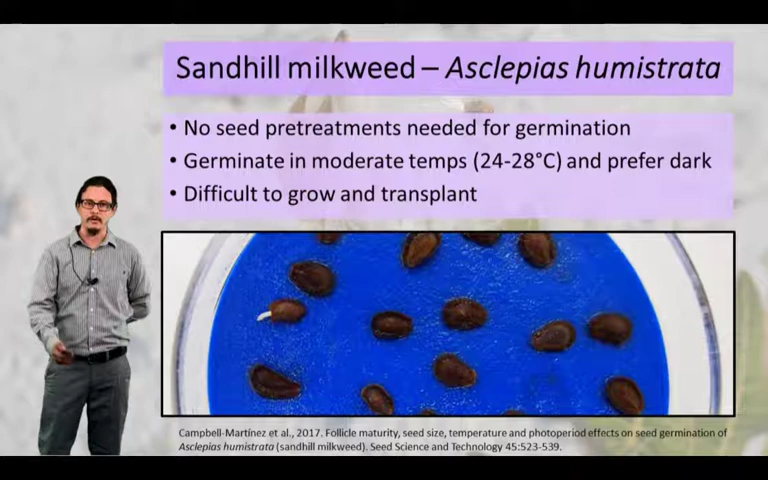 Sandhill milkweed – Asclepias humistrata
• No seed pretreatments needed for germination
• Germinate in moderate temps (24-28°C) and prefer dark
• Difficult to grow and transplant
Campbell-Martínez et al., 2017. Follicle maturity, seed size, temperature and photoperiod effects on seed germination of
Asclepias humistrata (sandhill milkweed). Seed Science and Technology 45:523-539.